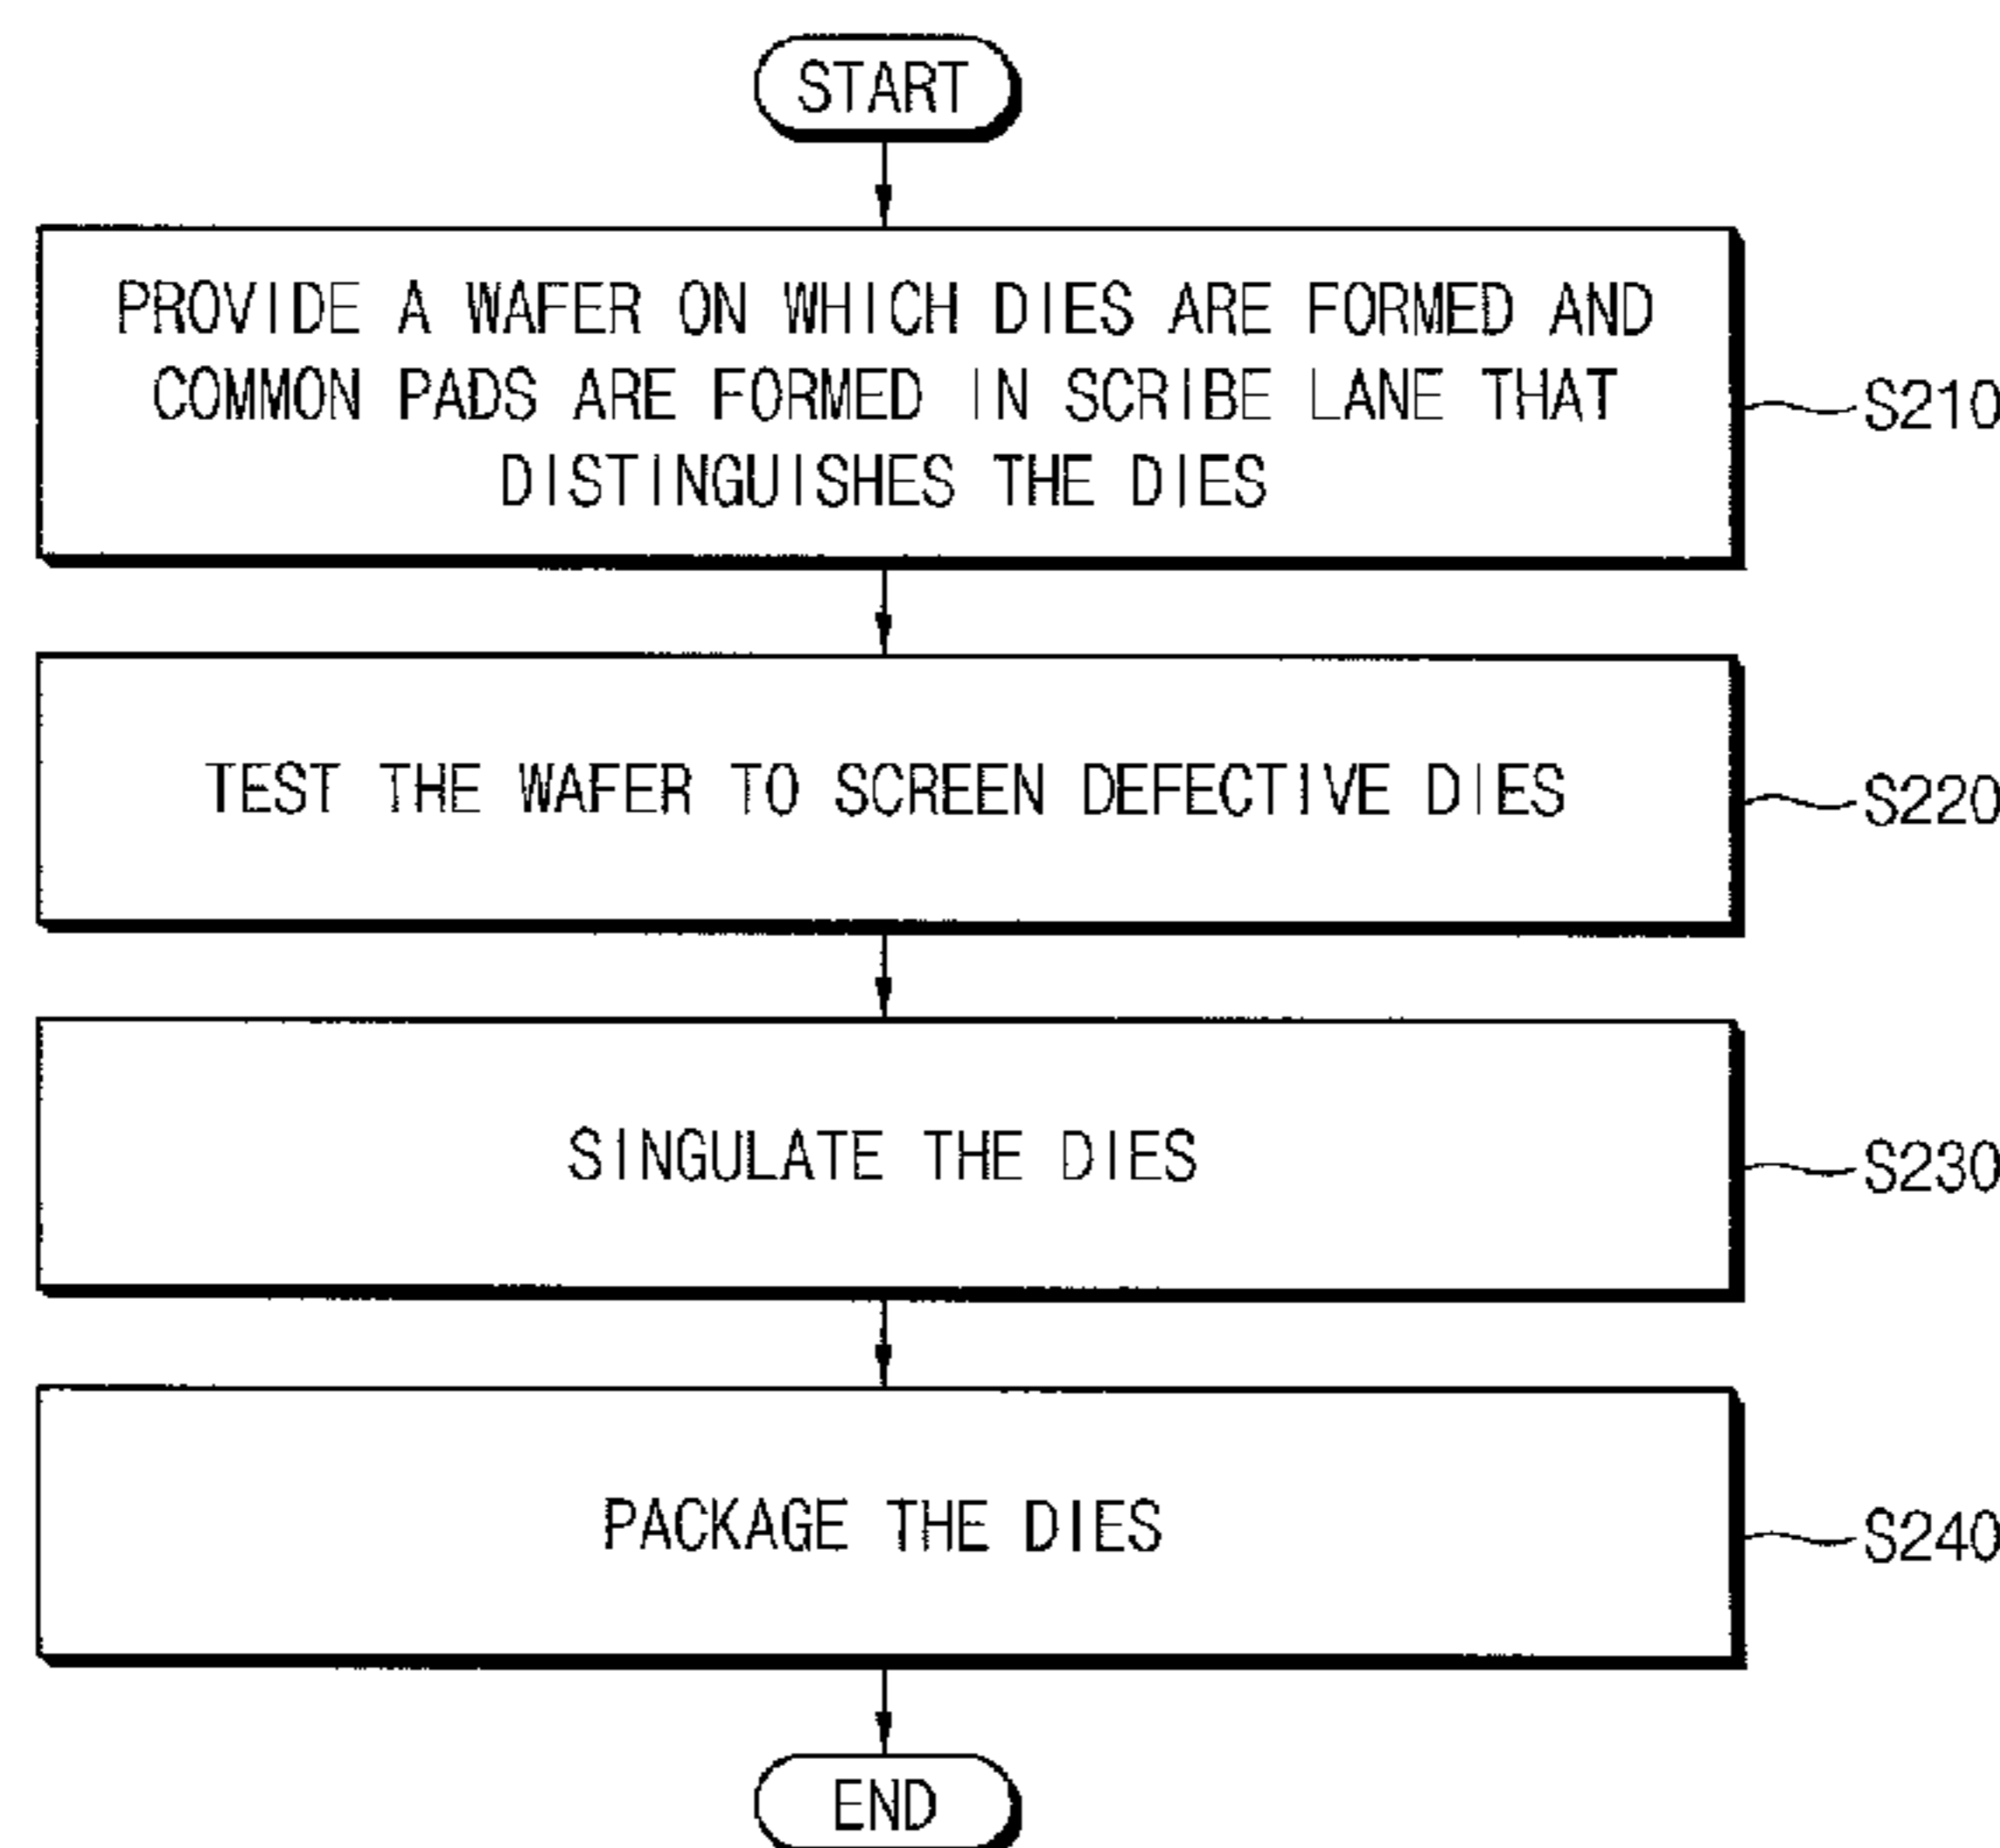 START
PROVIDE A WAFER ON WHICH DIES ARE FORMED AND
COMMON PADS ARE FORMED IN SCRIBE LANE THAT
DISTINGUISHES THE DIES
S210
TEST THE WAFER TO SCREEN DEFECTIVE DIES
S220
SINGULATE THE DIES
S230
PACKAGE THE DIES
S240
END